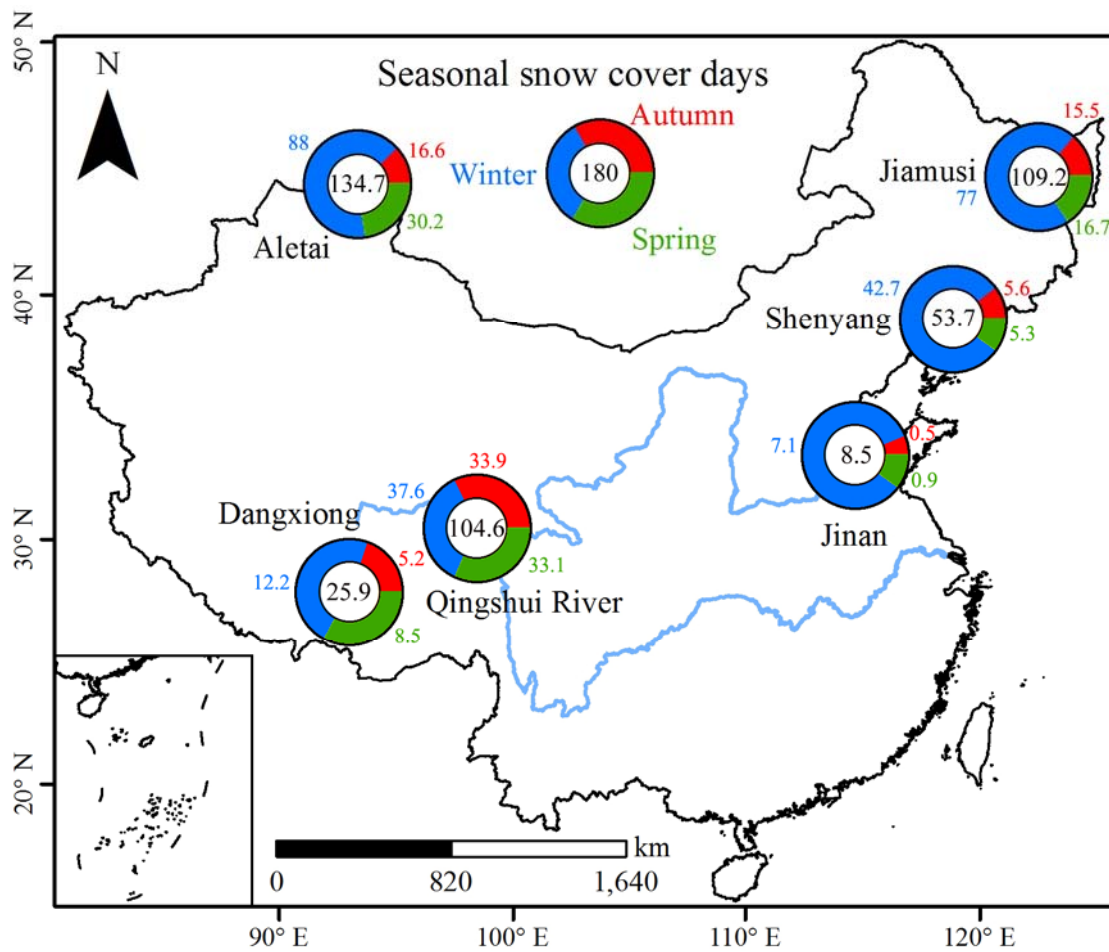 50° N
40° N
30° N
20° N
N
Seasonal snow cover days
Autumn
Winter
180
Spring
88
16.6
134.7
30.2
Aletai
15.5
Jiamusi
109.2
77
16.7
42.7
5.6
Shenyang
53.7
5.3
7.1
0.5
8.5
0.9
Jinan
33.9
37.6
104.6
33.1
Qingshui River
Dangxiong
5.2
12.2
25.9
8.5
km
0
820
1,640
90° E
100° E
110° E
120° E